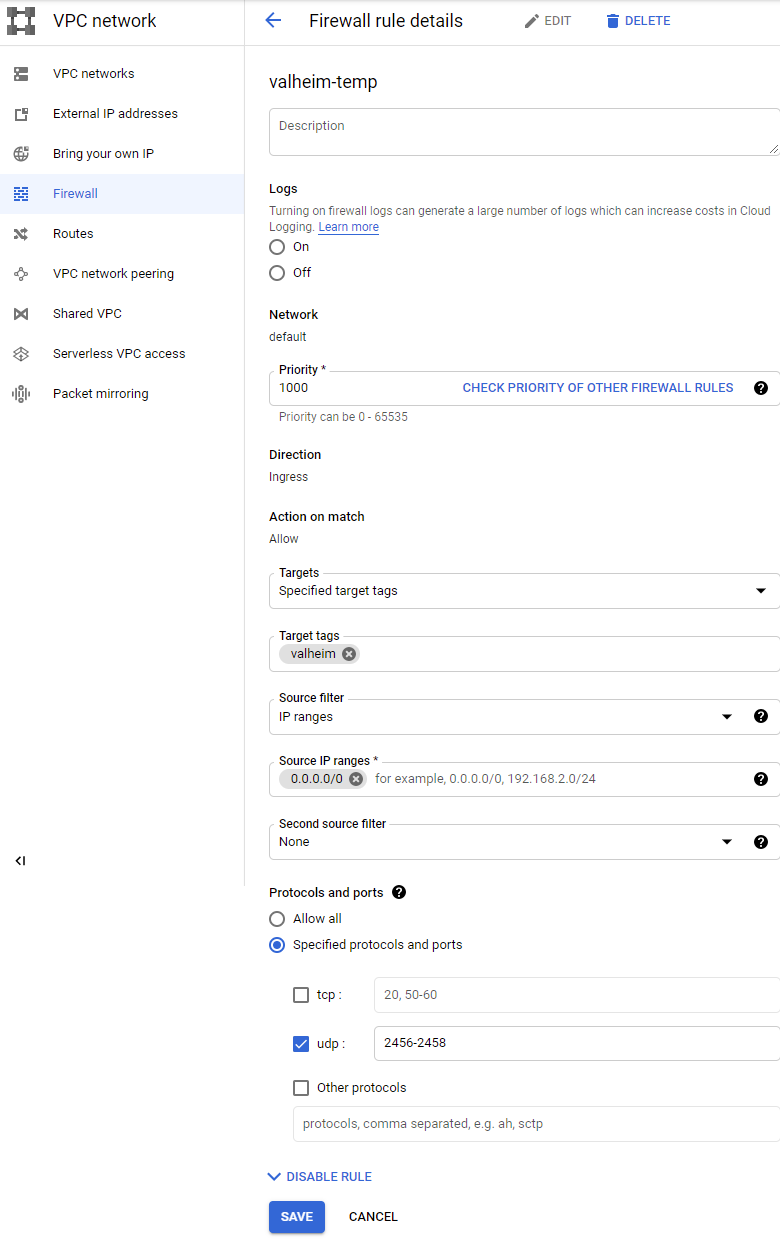 VPC network
VPC networks
External IP addresses
Bring your own IP
Firewall
Routes
VPC network peering
Shared VPC
Serverless VPC access
Packet mirroring
Firewall rule details
EDIT
DELETE
valheim-temp
Description
Logs
Turning on firewall logs can generate a large number of logs which can increase costs in Cloud
Logging. Learn more
On
Off
Network
default
Priority *
1000 CHECK PRIORITY OF OTHER FIREWALL RULES
Priority can be 0 - 65535
Direction
Ingress
Action on match
Allow
Targets
Specified target tags
Target tags
valheim
Source filter
IP ranges
Source IP ranges *
0.0.0.0/0 for example, 0.0.0.0/0, 192.168.2.0/24
Second source filter
None
Protocols and ports
Allow all
Specified protocols and ports
tcp : 20, 50-60
udp : 2456-2458
Other protocols
protocols, comma separated, e.g. ah, sctp
DISABLE RULE
SAVE CANCEL